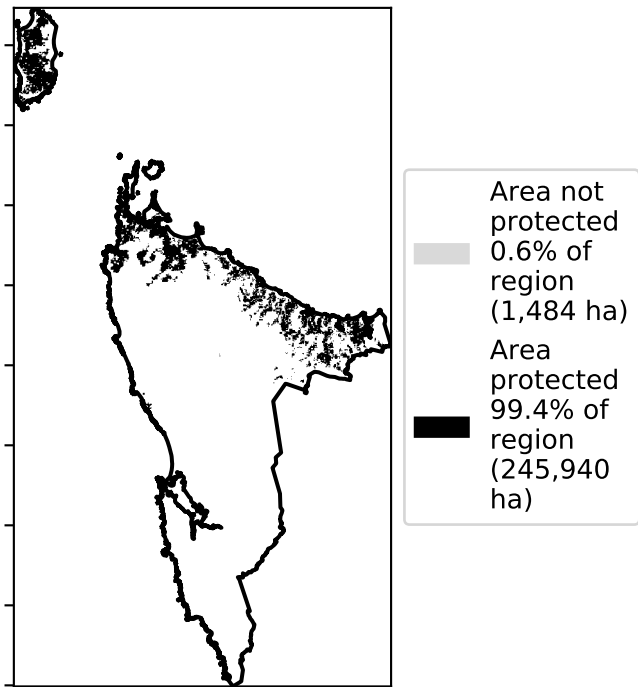 Area not
protected
0.6% of
region
(1,484 ha)
Area
protected
99.4% of
region
(245,940
ha)